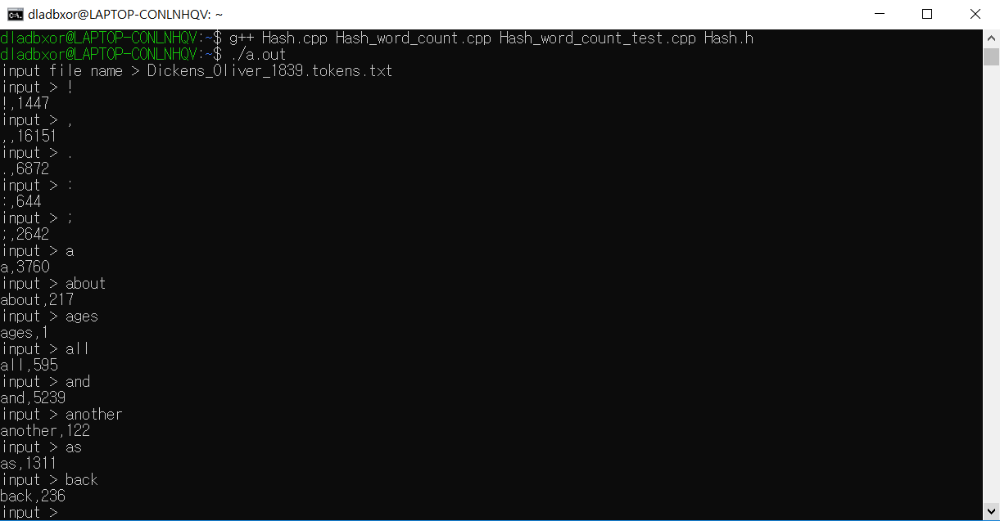 dladbxor@LAPTOP-CONLNHQV: ~
dladbxor@LAPTOP-CONLNHQV:~$ g++ Hash.cpp Hash_word_count.cpp Hash_word_count_test.cpp Hash.h
dladbxor@LAPTOP-CONLNHQV:~$ ./a.out
input file name > Dickens_Oliver_1839.tokens.txt
input > !
!,1447
input > ,
,,16151
input > .
.,6872
input > :
:,644
input > ;
;,2642
input > a
a,3760
input > about
about,217
input > ages
ages,1
input > all
all,595
input > and
and,5239
input > another
another,122
input > as
as,1311
input > back
back,236
input >